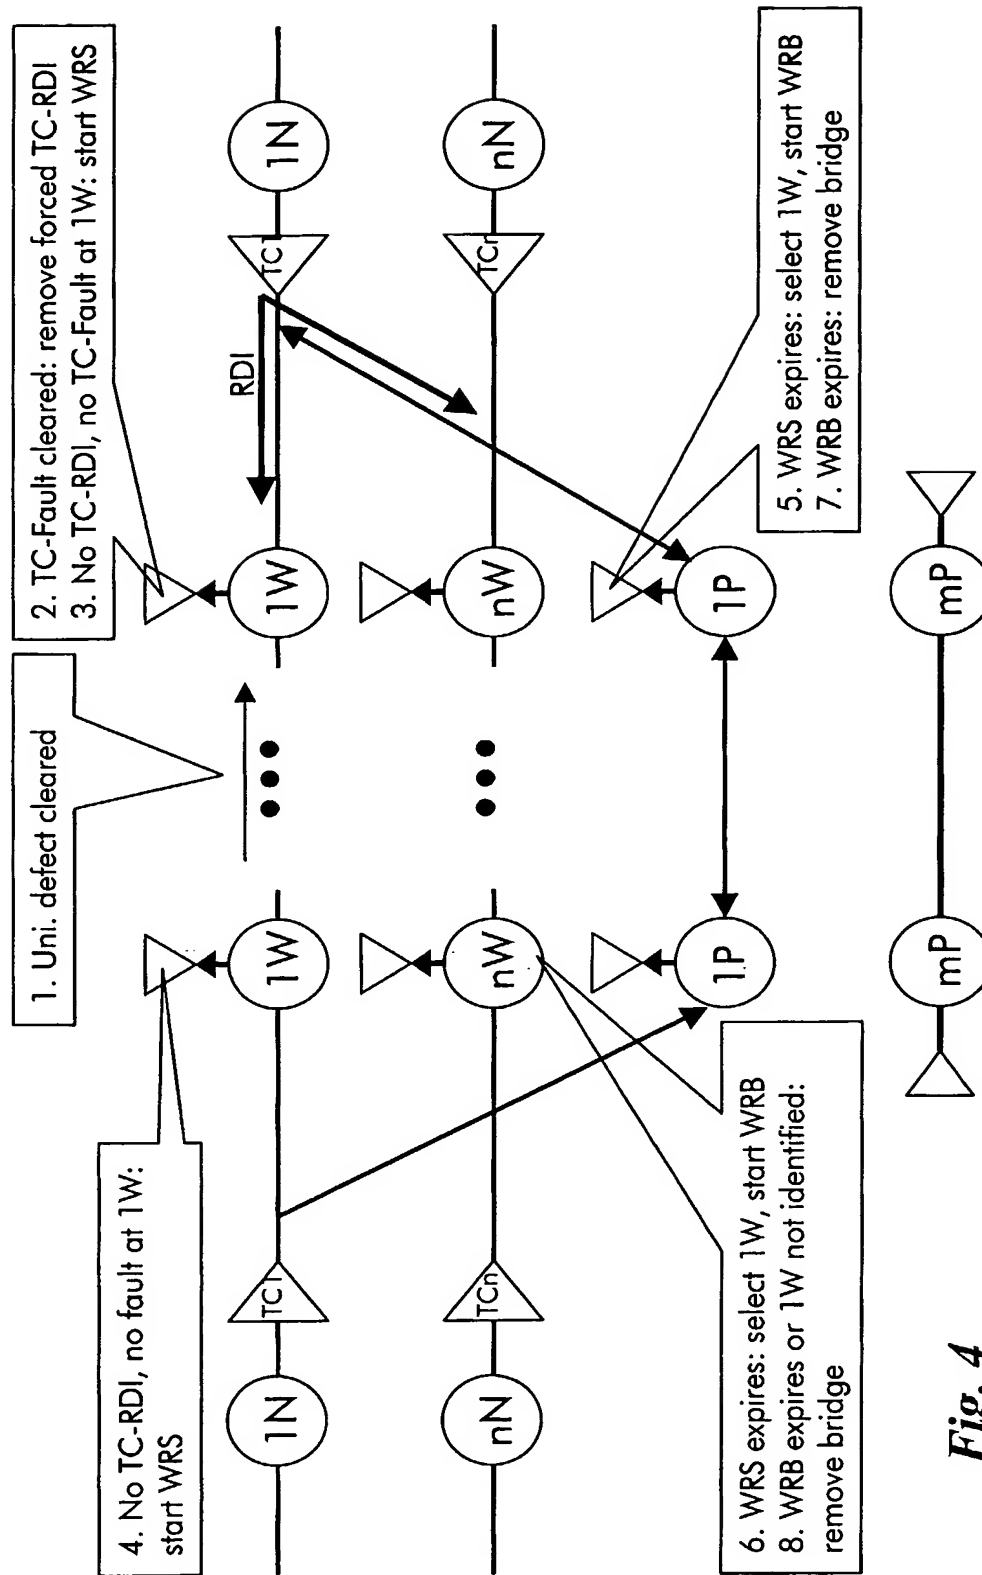 1. Uni. defect cleared
2. TC-Fault cleared: remove forced TC-RDI
3. No TC-RDI, no TC-Fault at 1W: start WRS
4. No TC-RDI, no fault at 1W:
start WRS
1N
TC1
1W
1W
RDI
TC1
1N
nN
TCn
nW
nW
TCn
nN
1P
1P
5. WRS expires: select 1W, start WRB
7. WRB expires: remove bridge
6. WRS expires: select 1W, start WRB
8. WRB expires or 1W not identified:
remove bridge
mP
mP
Fig. 4